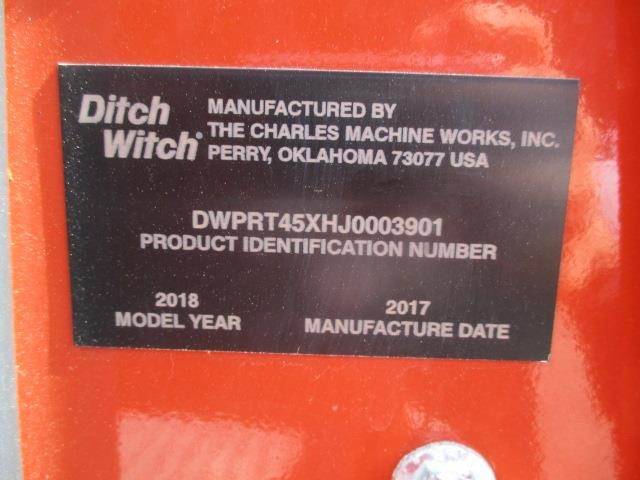 Ditch Witch®
MANUFACTURED BY
THE CHARLES MACHINE WORKS, INC.
PERRY, OKLAHOMA 73077 USA
DWPRT45XHJ0003901
PRODUCT IDENTIFICATION NUMBER
2018
MODEL YEAR
2017
MANUFACTURE DATE